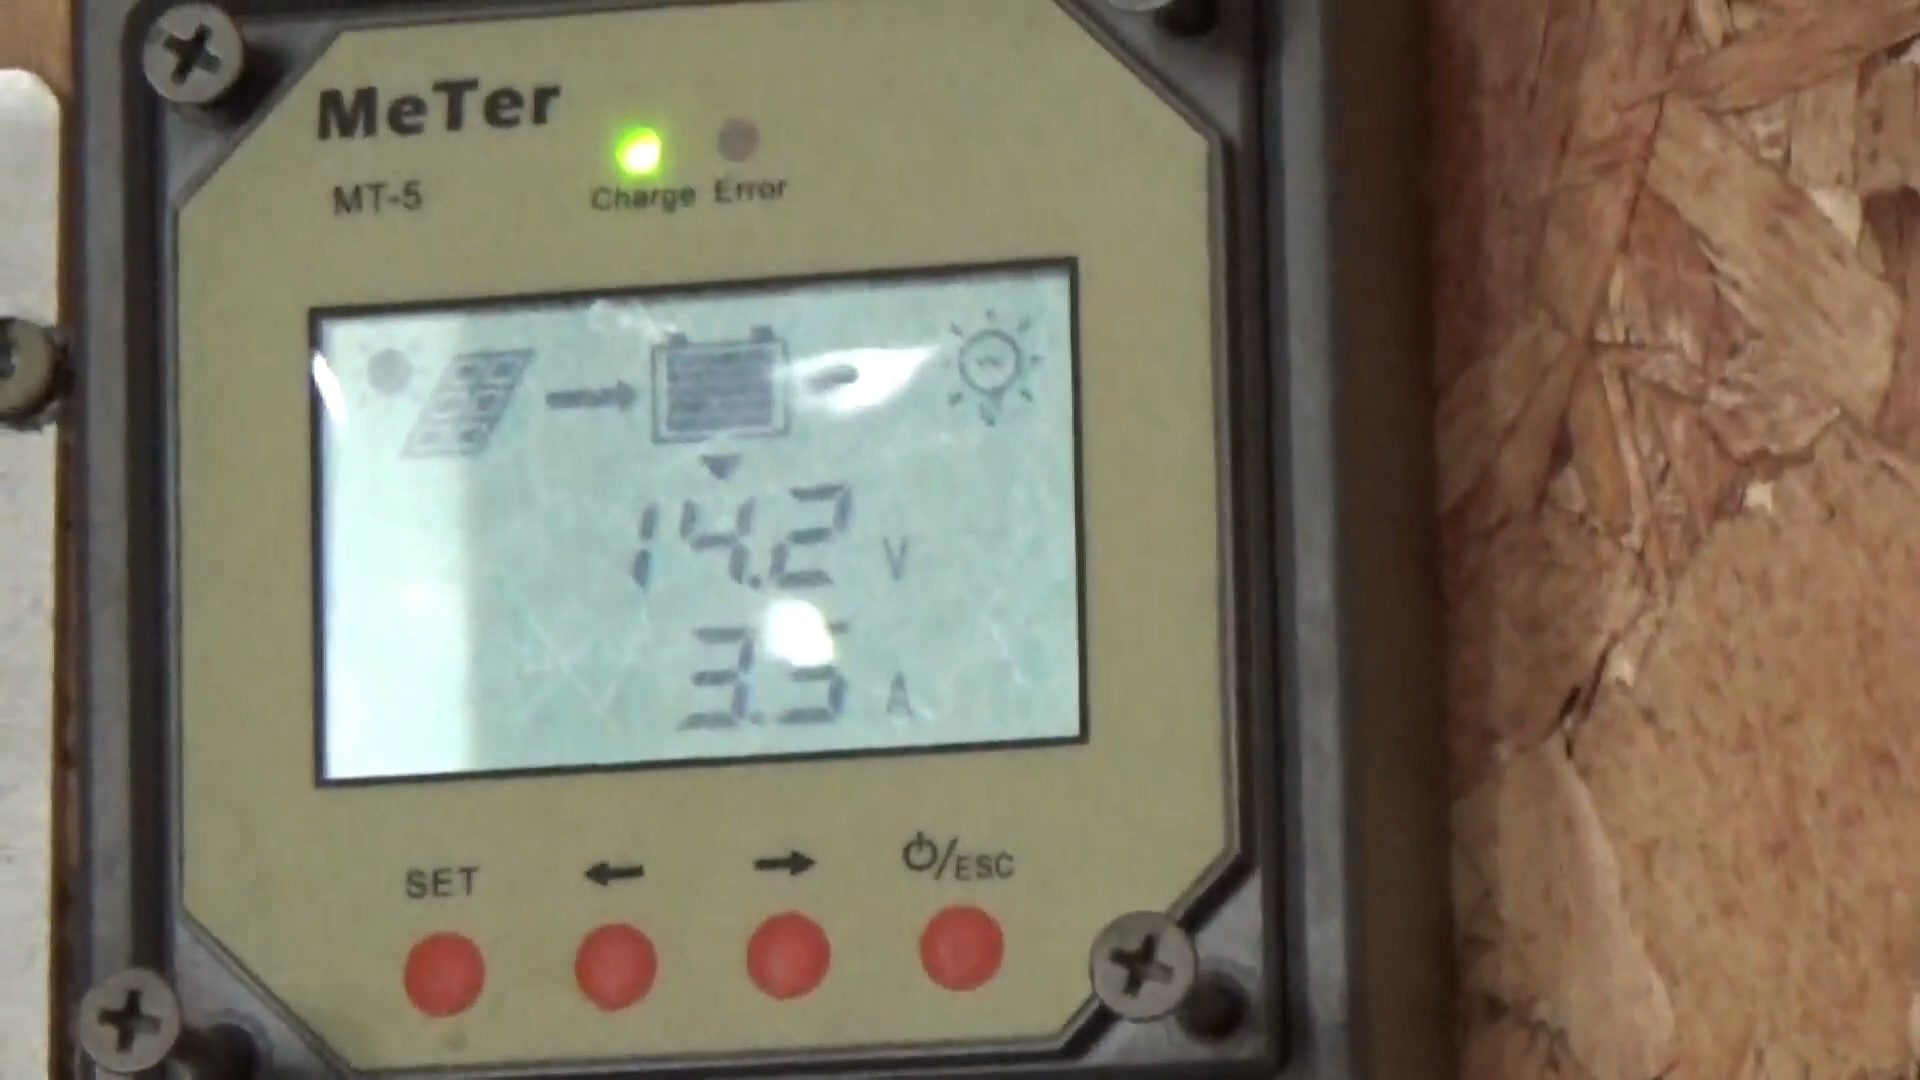 MeTer
MT-5
Charge Error
14.2 V
3.5 A
SET ← → ⏻/ESC